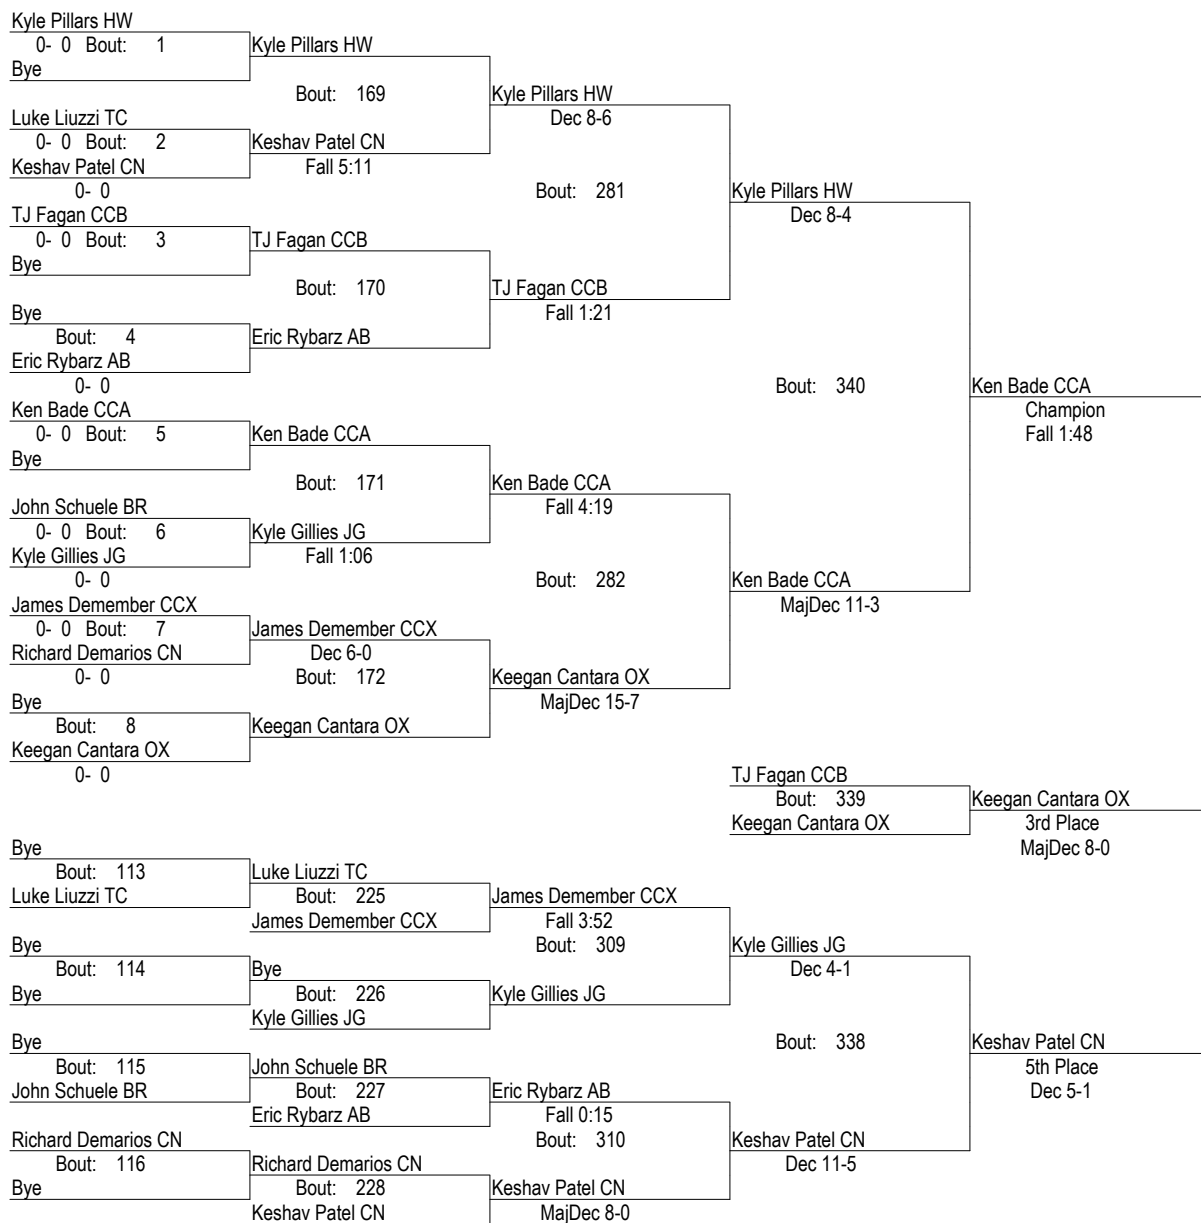 Kyle Pillars HW
0- 0 Bout: 1 Kyle Pillars HW
Bye
Bout: 169 Kyle Pillars HW
Luke Liuzzi TC Dec 8-6
0- 0 Bout: 2 Keshav Patel CN
Keshav Patel CN Fall 5:11
0- 0 Bout: 281 Kyle Pillars HW
TJ Fagan CCB Dec 8-4
0- 0 Bout: 3 TJ Fagan CCB
Bye
Bout: 170 TJ Fagan CCB
Bye Fall 1:21
Bout: 4 Eric Rybarz AB
Eric Rybarz AB
0- 0 Bout: 340 Ken Bade CCA
Ken Bade CCA Champion
0- 0 Bout: 5 Ken Bade CCA Fall 1:48
Bye
Bout: 171 Ken Bade CCA
John Schuele BR Fall 4:19
0- 0 Bout: 6 Kyle Gillies JG
Kyle Gillies JG Fall 1:06
0- 0 Bout: 282 Ken Bade CCA
James Demember CCX MajDec 11-3
0- 0 Bout: 7 James Demember CCX
Richard Demarios CN Dec 6-0
0- 0 Bout: 172 Keegan Cantara OX
Bye MajDec 15-7
Bout: 8 Keegan Cantara OX
Keegan Cantara OX
0- 0 TJ Fagan CCB
Bout: 339 Keegan Cantara OX
Keegan Cantara OX 3rd Place
Bye MajDec 8-0
Bout: 113 Luke Liuzzi TC
Luke Liuzzi TC Bout: 225 James Demember CCX
James Demember CCX Fall 3:52
Bye Bout: 309 Kyle Gillies JG
Bout: 114 Bye Dec 4-1
Bye Bout: 226 Kyle Gillies JG
Kyle Gillies JG
Bye Bout: 338 Keshav Patel CN
Bout: 115 John Schuele BR 5th Place
John Schuele BR Bout: 227 Eric Rybarz AB Dec 5-1
Eric Rybarz AB Fall 0:15
Richard Demarios CN Bout: 310 Keshav Patel CN
Bout: 116 Richard Demarios CN Dec 11-5
Bye Bout: 228 Keshav Patel CN
Keshav Patel CN MajDec 8-0